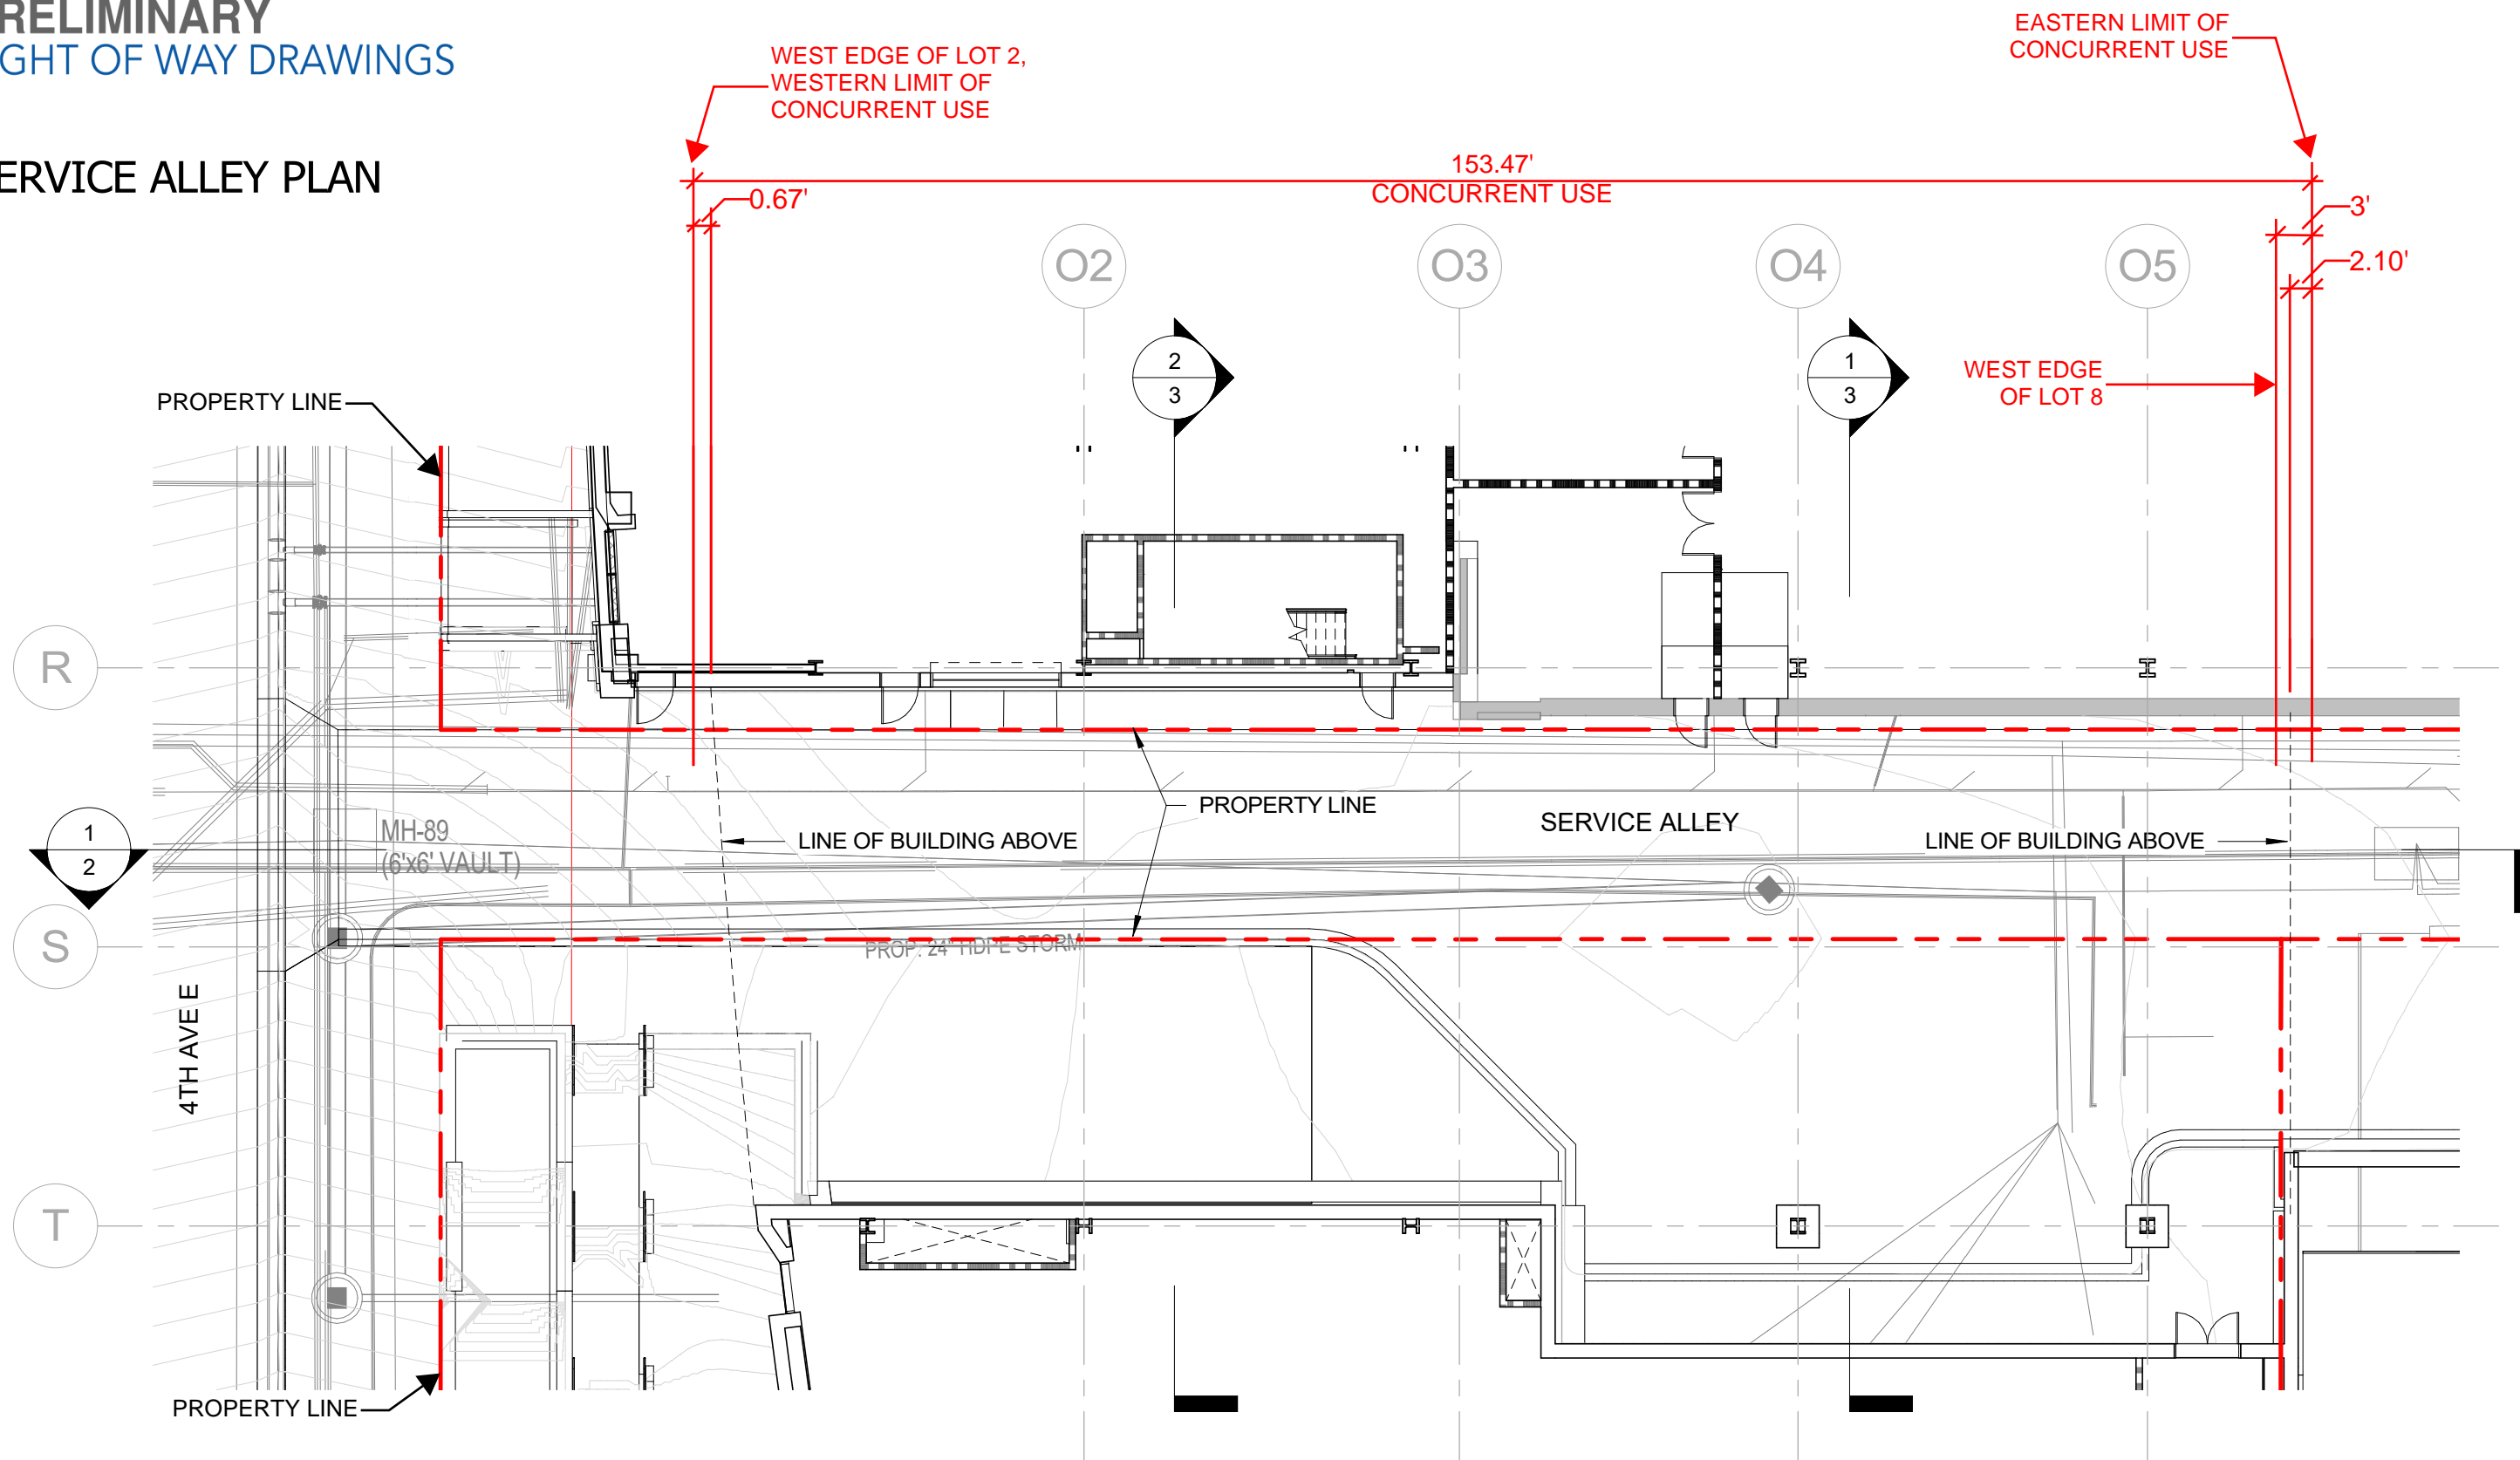 RELIMINARY
IGHT OF WAY DRAWINGS
ERVICE ALLEY PLAN
WEST EDGE OF LOT 2,
WESTERN LIMIT OF
CONCURRENT USE
EASTERN LIMIT OF
CONCURRENT USE
153.47'
CONCURRENT USE
0.67'
3'
2.10'
O2
O3
O4
O5
2
3
1
3
WEST EDGE
OF LOT 8
PROPERTY LINE
R
PROPERTY LINE
SERVICE ALLEY
LINE OF BUILDING ABOVE
LINE OF BUILDING ABOVE
1
2
MH-89
(6'x6' VAULT)
S
PROP. 24" HDPE STORM
4TH AVE E
T
PROPERTY LINE